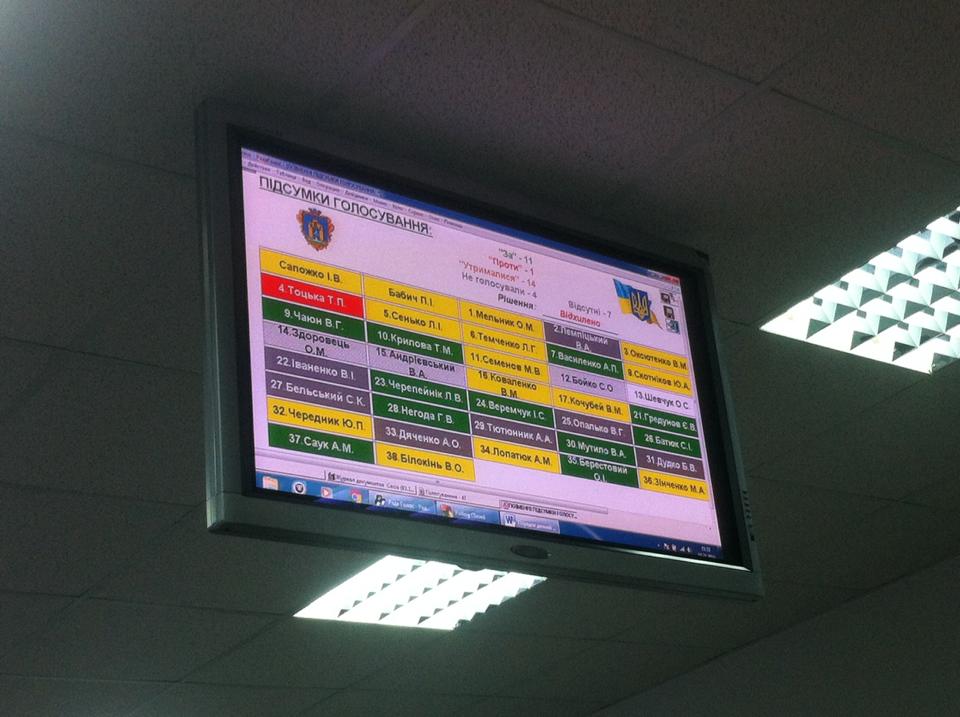 ПІДСУМКИ ГОЛОСУВАННЯ:
"За" - 11
"Проти" - 1
"Утрималися" - 14
Не голосували - 4
Відсутні - 7
Рішення: Відхилено
Сапожко І.В.
Бабич П.І.
1.Мельник О.М.
2.Лемпіцький В.А.
3.Оксютенко В.М.
4.Тоцька Т.П.
5.Сенько Л.І.
6.Темченко Л.Г.
7.Василенко А.П.
8.Скотніков Ю.А.
9.Чаюн В.Г.
10.Крилова Т.М.
11.Семенов М.В.
12.Бойко С.О
13.Шевчук О.С.
14.Здоровець О.М.
15.Андрієвський В.А.
16.Коваленко В.М.
17.Кочубей В.М.
21.Гредунов Є.В.
22.Іваненко В.І.
23.Черепейнік Л.В.
24.Веремчук І.С.
25.Опалько В.Г.
26.Батюк С.І.
27.Бельський С.К.
28.Негода Г.В.
29.Тютюнник А.А.
30.Мутило В.А.
31.Дудко Б.В.
32.Чередник Ю.П.
33.Дяченко А.О.
34.Лопатюк А.М.
35.Берестовий О.І.
36.Зінченко М.А.
37.Саук А.М.
38.Білокінь В.О.